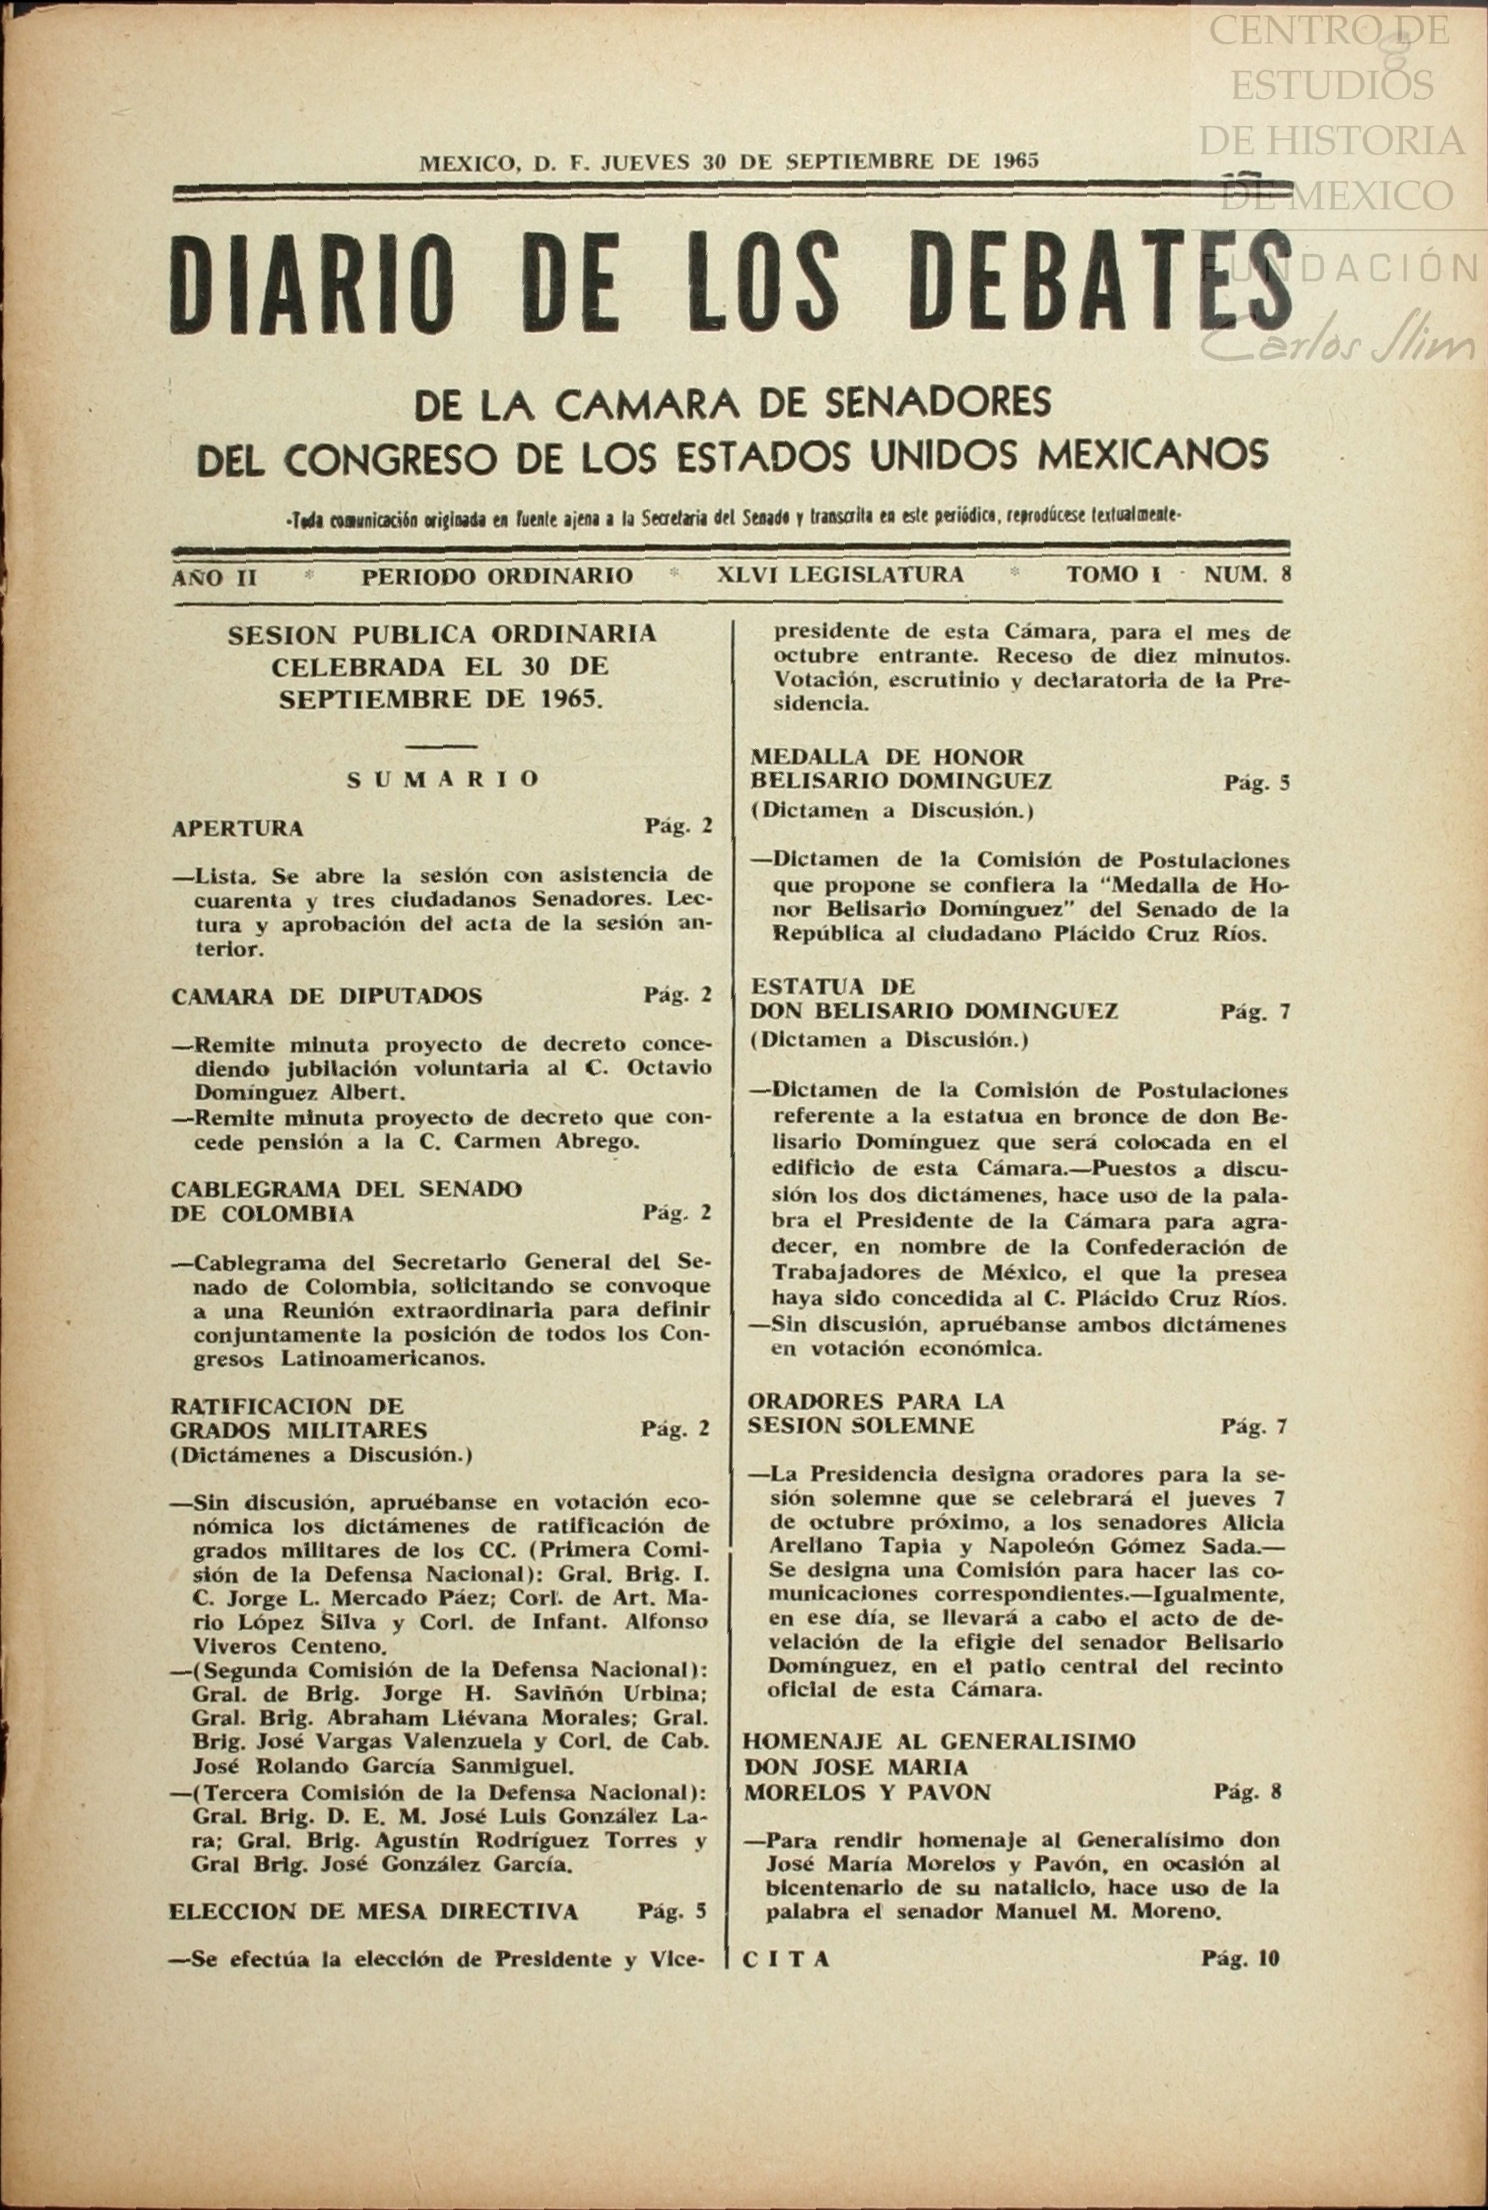 CENTRO DE
ESTUDIOS
DE HISTORIA
DE MEXICO
FUNDACIÓN
Carlos Slim
MEXICO, D. F. JUEVES 30 DE SEPTIEMBRE DE 1965
DIARIO DE LOS DEBATES
DE LA CAMARA DE SENADORES
DEL CONGRESO DE LOS ESTADOS UNIDOS MEXICANOS
-Toda comunicación originada en fuente ajena a la Secretaria del Senado y transcrita en este periódico, reprodúcese textualmente-
AÑO II * PERIODO ORDINARIO * XLVI LEGISLATURA * TOMO I - NUM. 8
SESION PUBLICA ORDINARIA
CELEBRADA EL 30 DE
SEPTIEMBRE DE 1965.
SUMARIO
APERTURA Pág. 2
—Lista. Se abre la sesión con asistencia de
cuarenta y tres ciudadanos Senadores. Lec-
tura y aprobación del acta de la sesión an-
terior.
CAMARA DE DIPUTADOS Pág. 2
—Remite minuta proyecto de decreto conce-
diendo jubilación voluntaria al C. Octavio
Domínguez Albert.
—Remite minuta proyecto de decreto que con-
cede pensión a la C. Carmen Abrego.
CABLEGRAMA DEL SENADO
DE COLOMBIA Pág. 2
—Cablegrama del Secretario General del Se-
nado de Colombia, solicitando se convoque
a una Reunión extraordinaria para definir
conjuntamente la posición de todos los Con-
gresos Latinoamericanos.
RATIFICACION DE
GRADOS MILITARES Pág. 2
(Dictámenes a Discusión.)
—Sin discusión, apruébanse en votación eco-
nómica los dictámenes de ratificación de
grados militares de los CC. (Primera Comi-
sión de la Defensa Nacional): Gral. Brig. I.
C. Jorge L. Mercado Páez; Corl. de Art. Ma-
rio López Silva y Corl. de Infant. Alfonso
Viveros Centeno.
—(Segunda Comisión de la Defensa Nacional):
Gral. de Brig. Jorge H. Saviñón Urbina;
Gral. Brig. Abraham Liévana Morales; Gral.
Brig. José Vargas Valenzuela y Corl. de Cab.
José Rolando García Sanmiguel.
—(Tercera Comisión de la Defensa Nacional):
Gral. Brig. D. E. M. José Luis González La-
ra; Gral. Brig. Agustín Rodríguez Torres y
Gral Brig. José González García.
ELECCION DE MESA DIRECTIVA Pág. 5
—Se efectúa la elección de Presidente y Vice-
presidente de esta Cámara, para el mes de
octubre entrante. Receso de diez minutos.
Votación, escrutinio y declaratoria de la Pre-
sidencia.
MEDALLA DE HONOR
BELISARIO DOMINGUEZ Pág. 5
(Dictamen a Discusión.)
—Dictamen de la Comisión de Postulaciones
que propone se confiera la "Medalla de Ho-
nor Belisario Domínguez" del Senado de la
República al ciudadano Plácido Cruz Ríos.
ESTATUA DE
DON BELISARIO DOMINGUEZ Pág. 7
(Dictamen a Discusión.)
—Dictamen de la Comisión de Postulaciones
referente a la estatua en bronce de don Be-
lisario Domínguez que será colocada en el
edificio de esta Cámara.—Puestos a discu-
sión los dos dictámenes, hace uso de la pala-
bra el Presidente de la Cámara para agra-
decer, en nombre de la Confederación de
Trabajadores de México, el que la presea
haya sido concedida al C. Plácido Cruz Ríos.
—Sin discusión, apruébanse ambos dictámenes
en votación económica.
ORADORES PARA LA
SESION SOLEMNE Pág. 7
—La Presidencia designa oradores para la se-
sión solemne que se celebrará el jueves 7
de octubre próximo, a los senadores Alicia
Arellano Tapia y Napoleón Gómez Sada.—
Se designa una Comisión para hacer las co-
municaciones correspondientes.—Igualmente,
en ese día, se llevará a cabo el acto de de-
velación de la efigie del senador Belisario
Domínguez, en el patio central del recinto
oficial de esta Cámara.
HOMENAJE AL GENERALISIMO
DON JOSE MARIA
MORELOS Y PAVON Pág. 8
—Para rendir homenaje al Generalísimo don
José María Morelos y Pavón, en ocasión al
bicentenario de su natalicio, hace uso de la
palabra el senador Manuel M. Moreno.
CITA Pág. 10